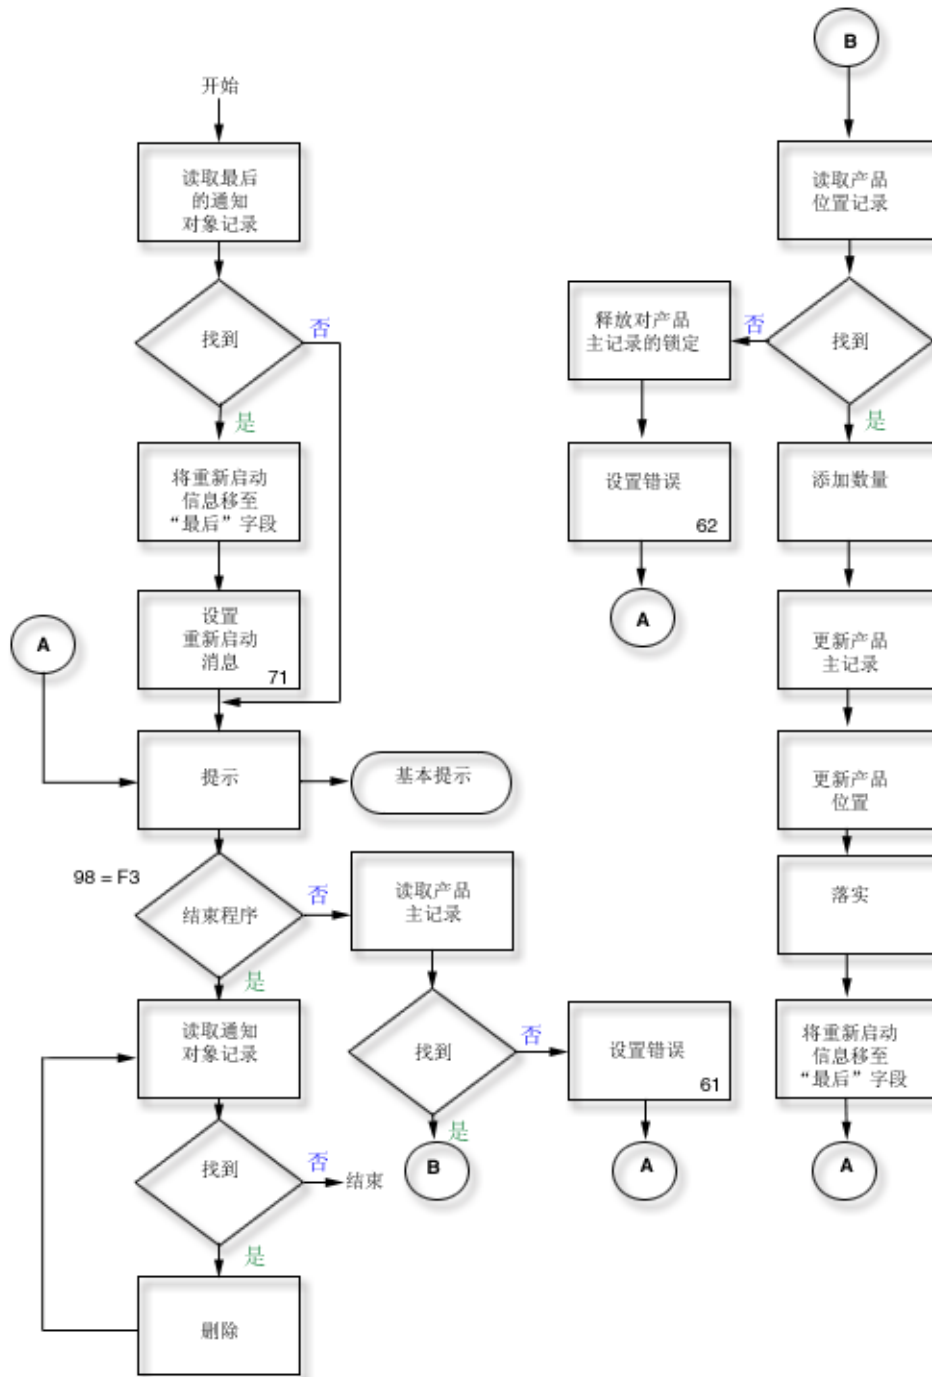 开始
读取最后
的通知
对象记录
找到
否
是
将重新启动
信息移至
“最后”字段
设置
重新启动
消息
71
A
提示
基本提示
98 = F3
结束程序
否
是
读取产品
主记录
找到
否
是
B
设置错误
61
A
读取通知
对象记录
找到
否
结束
是
删除
B
读取产品
位置记录
找到
否
是
释放对产品
主记录的锁定
设置错误
62
A
添加数量
更新产品
主记录
更新产品
位置
落实
将重新启动
信息移至
“最后”字段
A